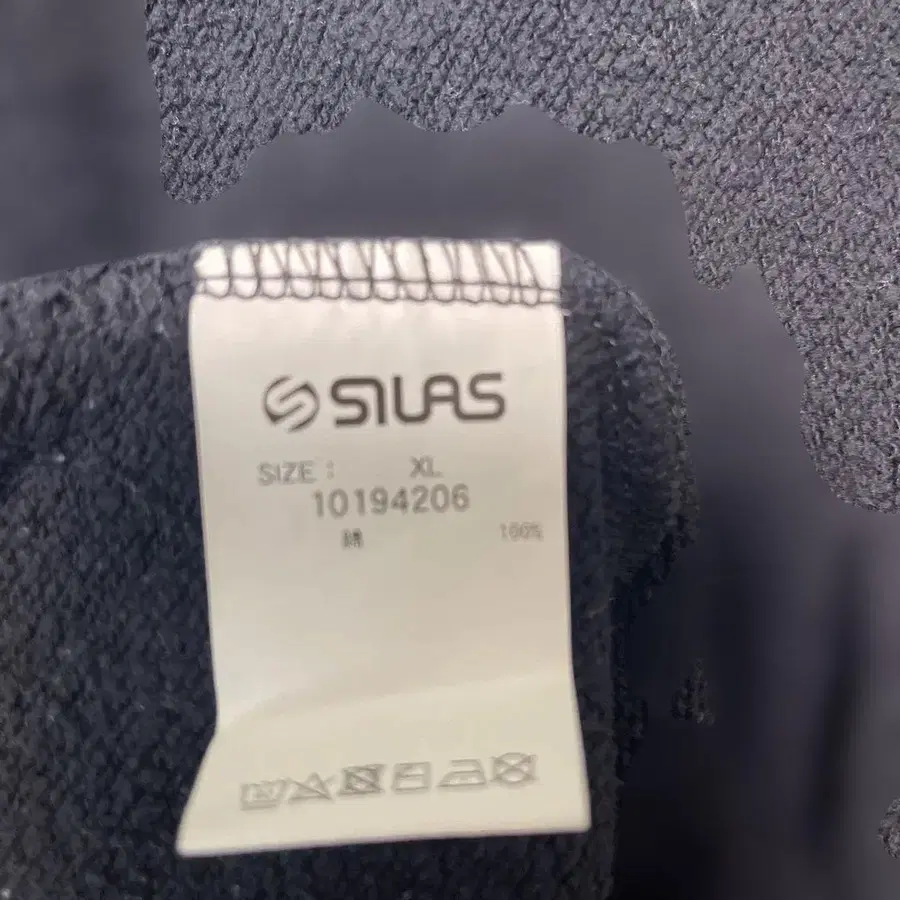 SILAS
SIZE : XL
10194206
綿 100%